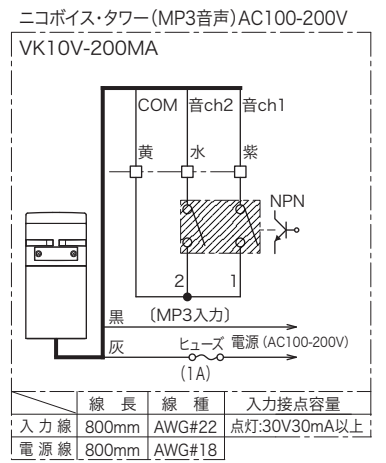 ニコボイス・タワー(MP3音声)AC100-200V
VK10V-200MA
COM 音ch2 音ch1
黄 水 紫
NPN
2 1
黒 〔MP3入力〕
灰 ヒューズ 電源(AC100-200V)
(1A)
線 長 線 種 入力接点容量
入力線 800mm AWG#22 点灯:30V30mA以上
電源線 800mm AWG#18